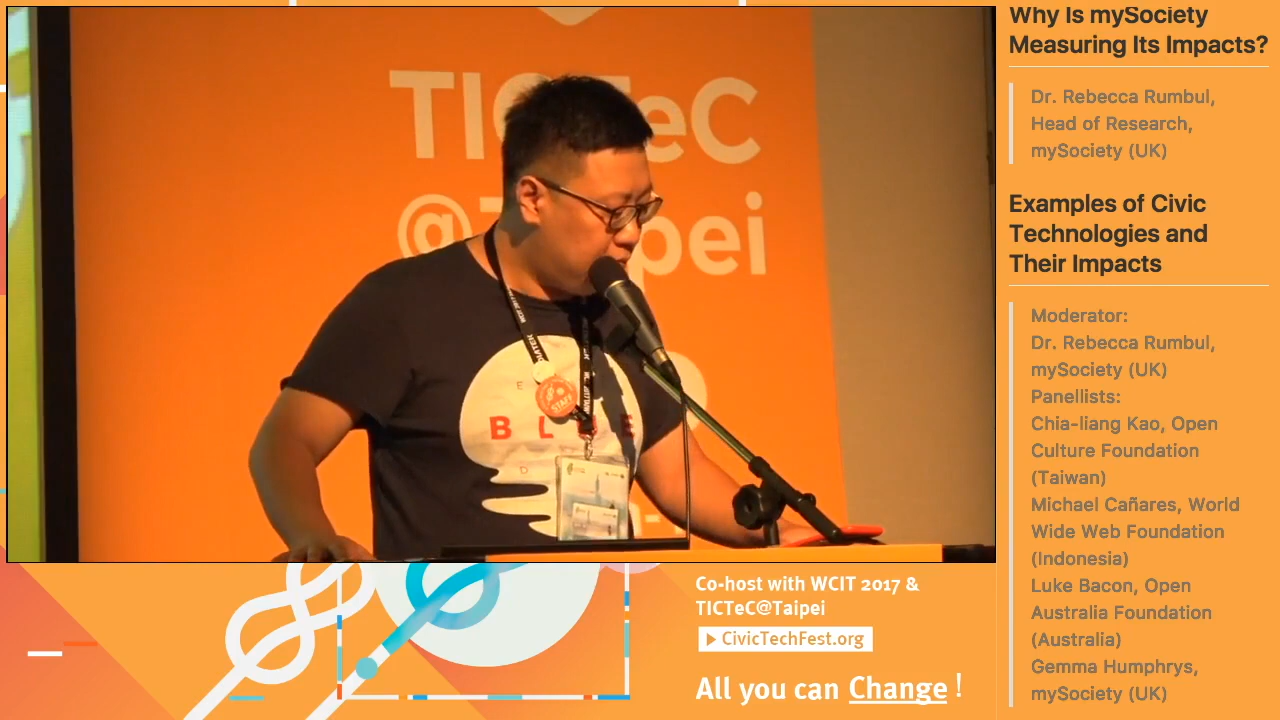 TICTeC
@Taipei
BLUE
STAFF
Why Is mySociety
Measuring Its Impacts?
Dr. Rebecca Rumbul,
Head of Research,
mySociety (UK)
Examples of Civic
Technologies and
Their Impacts
Moderator:
Dr. Rebecca Rumbul,
mySociety (UK)
Panellists:
Chia-liang Kao, Open
Culture Foundation
(Taiwan)
Michael Cañares, World
Wide Web Foundation
(Indonesia)
Luke Bacon, Open
Australia Foundation
(Australia)
Gemma Humphrys,
mySociety (UK)
Co-host with WCIT 2017 &
TICTeC@Taipei
CivicTechFest.org
All you can Change !